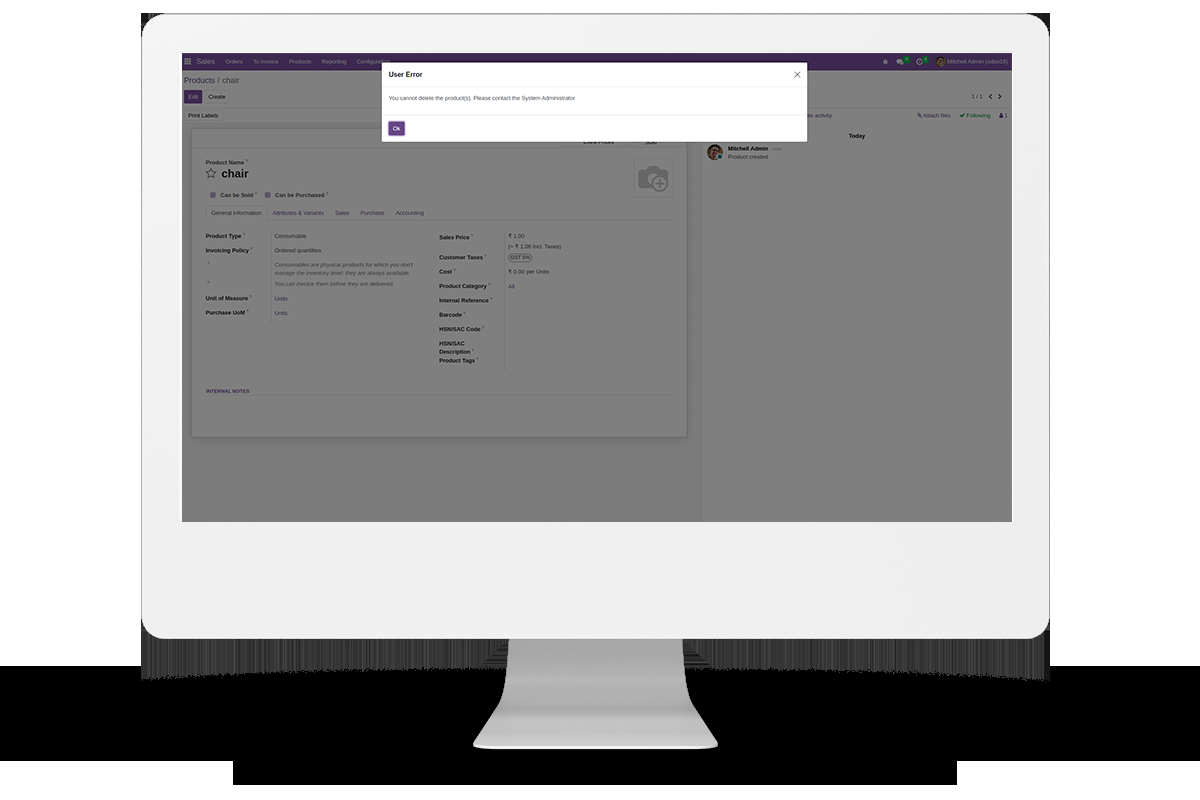 Sales Orders To Invoice Products Reporting Configuration Mitchell Admin (odoo16)
User Error
You cannot delete the product(s). Please contact the System Administrator
Ok
Products / chair
Edit Create
1 / 1
Print Labels
activity Attach files Following 1
Extra Prices Sold
Today
Mitchell Admin
Product created
Product Name ?
chair
Can be Sold ? Can be Purchased ?
General Information Attributes & Variants Sales Purchase Accounting
Product Type ? Consumable
Invoicing Policy ? Ordered quantities
?
Consumables are physical products for which you don't
manage the inventory level: they are always available.
?
You can invoice them before they are delivered.
Unit of Measure ? Units
Purchase UoM ? Units
Sales Price ? ₹ 1.00
(= ₹ 1.06 Incl. Taxes)
Customer Taxes ? GST 5%
Cost ? ₹ 0.00 per Units
Product Category ? All
Internal Reference ?
Barcode ?
HSN/SAC Code ?
HSN/SAC
Description ?
Product Tags ?
INTERNAL NOTES